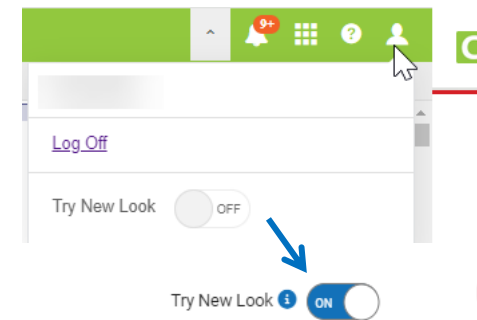 9+
?
Log Off
Try New Look OFF
Try New Look i ON